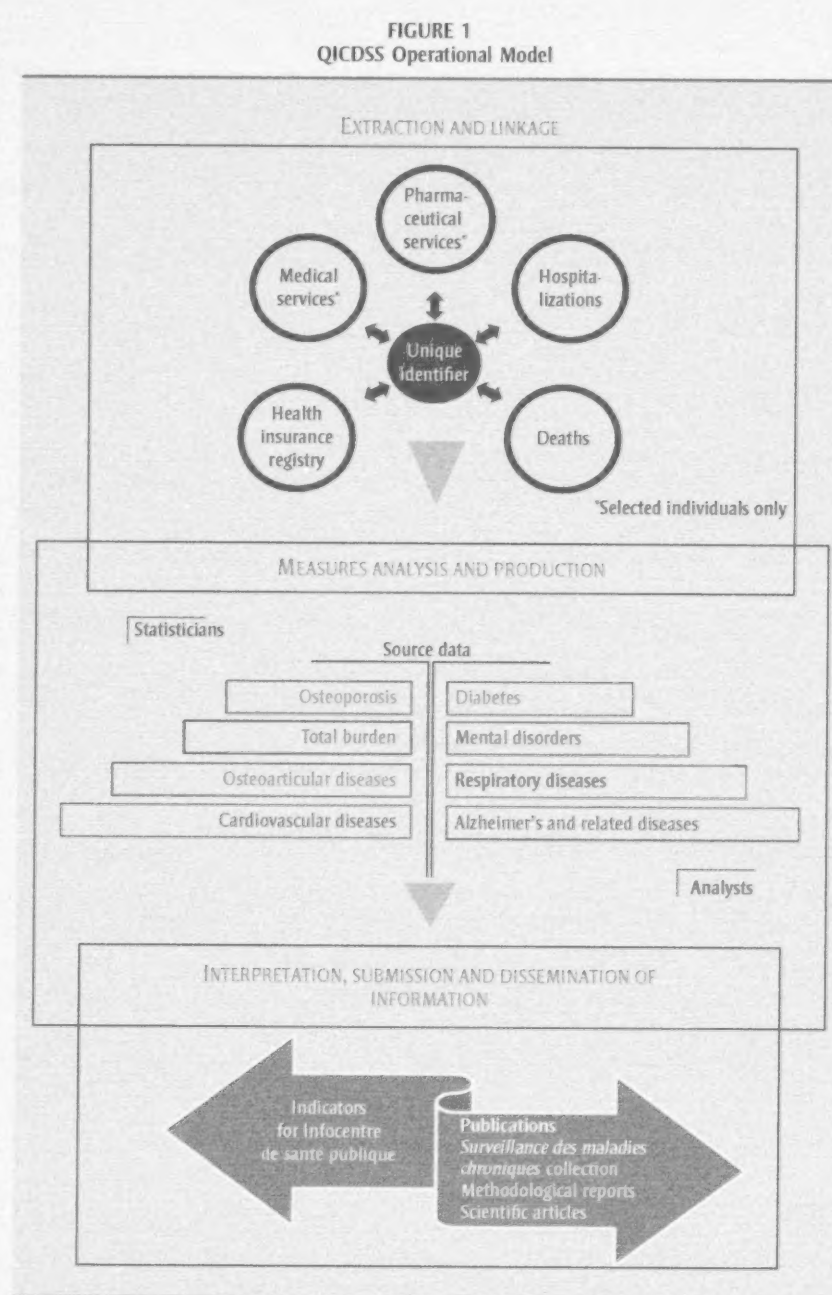 FIGURE 1
QICDSS Operational Model
EXTRACTION AND LINKAGE
Pharma-
ceutical
services*
Medical
services*
Hospita-
lizations
Unique
identifier
Health
insurance
registry
Deaths
*Selected individuals only
MEASURES ANALYSIS AND PRODUCTION
Statisticians
Source data
Osteoporosis
Diabetes
Total burden
Mental disorders
Osteoarticular diseases
Respiratory diseases
Cardiovascular diseases
Alzheimer's and related diseases
Analysts
INTERPRETATION, SUBMISSION AND DISSEMINATION OF
INFORMATION
Indicators
for Infocentre
de santé publique
Publications
Surveillance des maladies
chroniques collection
Methodological reports
Scientific articles